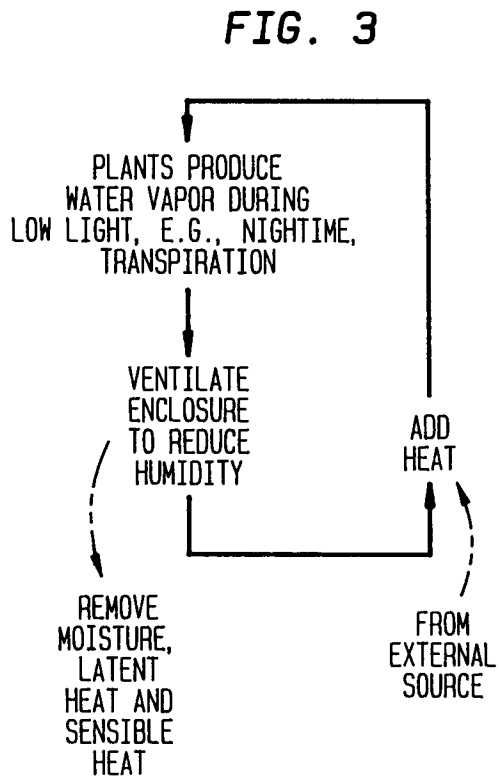 FIG. 3
PLANTS PRODUCE
WATER VAPOR DURING
LOW LIGHT, E.G., NIGHTIME,
TRANSPIRATION
VENTILATE
ENCLOSURE
TO REDUCE
HUMIDITY
ADD
HEAT
REMOVE
MOISTURE,
LATENT
HEAT AND
SENSIBLE
HEAT
FROM
EXTERNAL
SOURCE